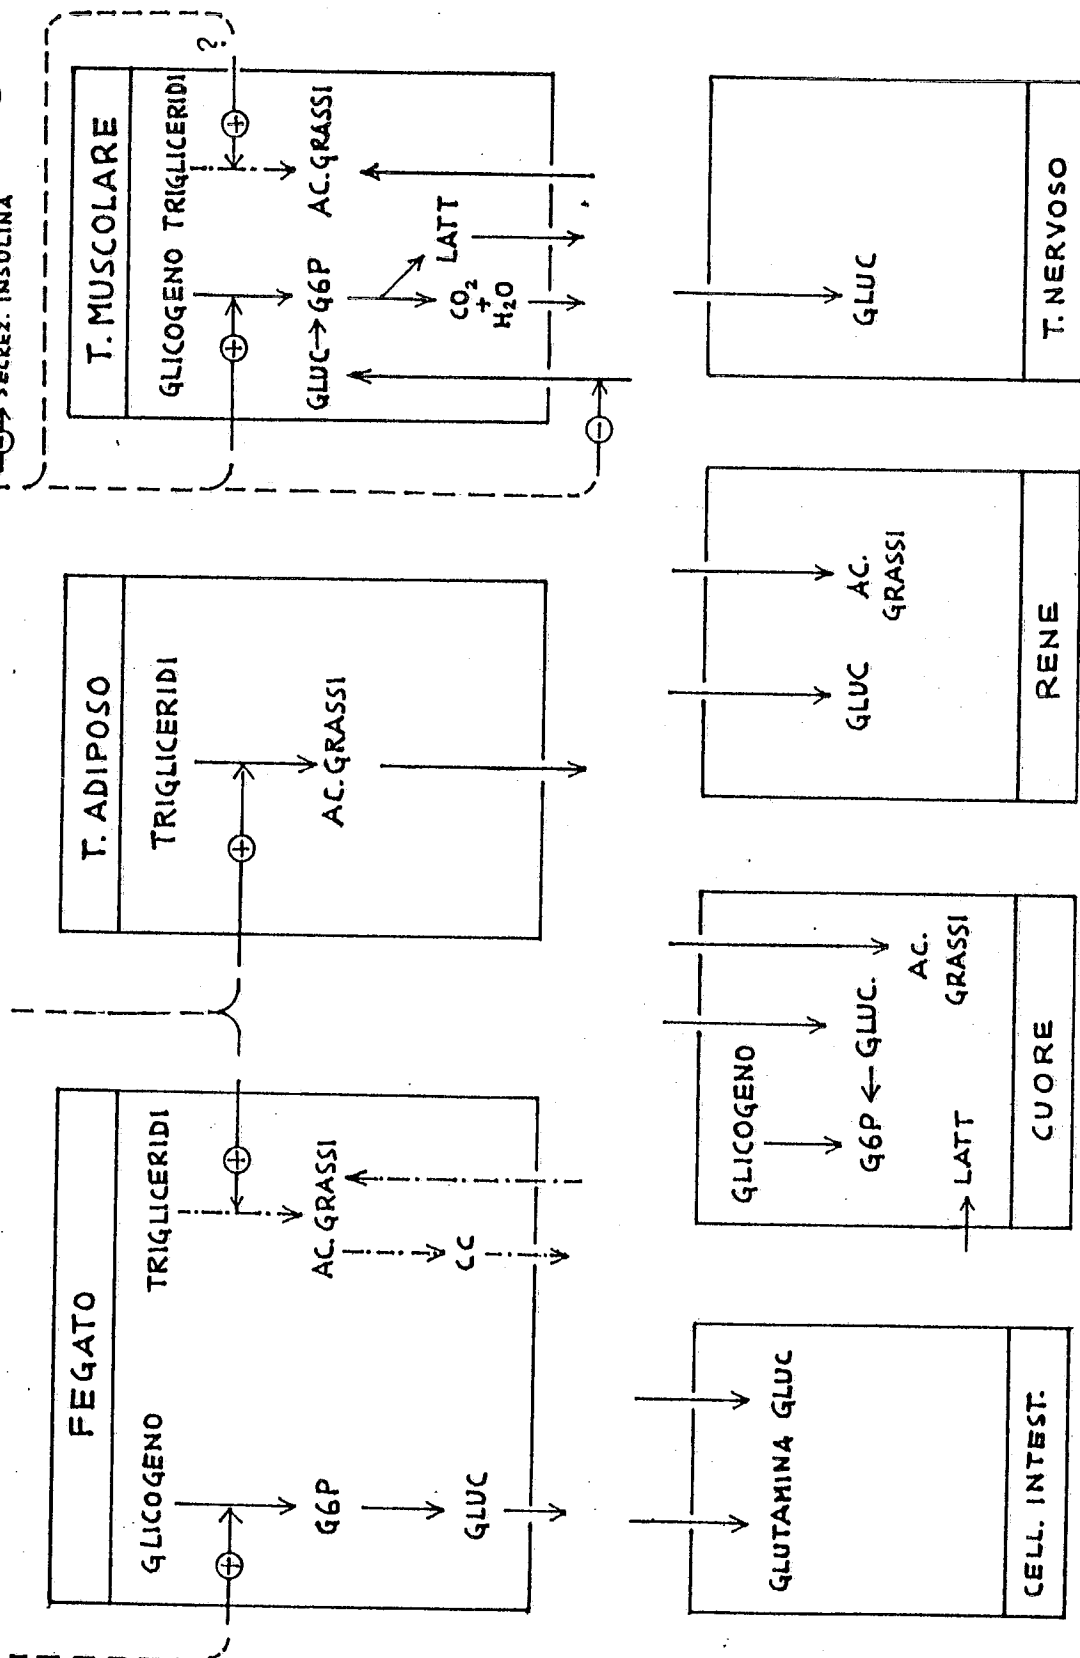 ⊖→ SECREZ. INSULINA
FEGATO
GLICOGENO
TRIGLICERIDI
⊕
⊕
G6P
AC. GRASSI
GLUC
CC
T. ADIPOSO
TRIGLICERIDI
⊕
AC. GRASSI
T. MUSCOLARE
GLICOGENO TRIGLICERIDI
?
⊕
⊕
GLUC→G6P
AC. GRASSI
LATT
CO₂
+
H₂O
⊖
GLUTAMINA GLUC
CELL. INTEST.
GLICOGENO
G6P ← GLUC.
AC.
GRASSI
→ LATT
CUORE
GLUC
AC.
GRASSI
RENE
GLUC
T. NERVOSO